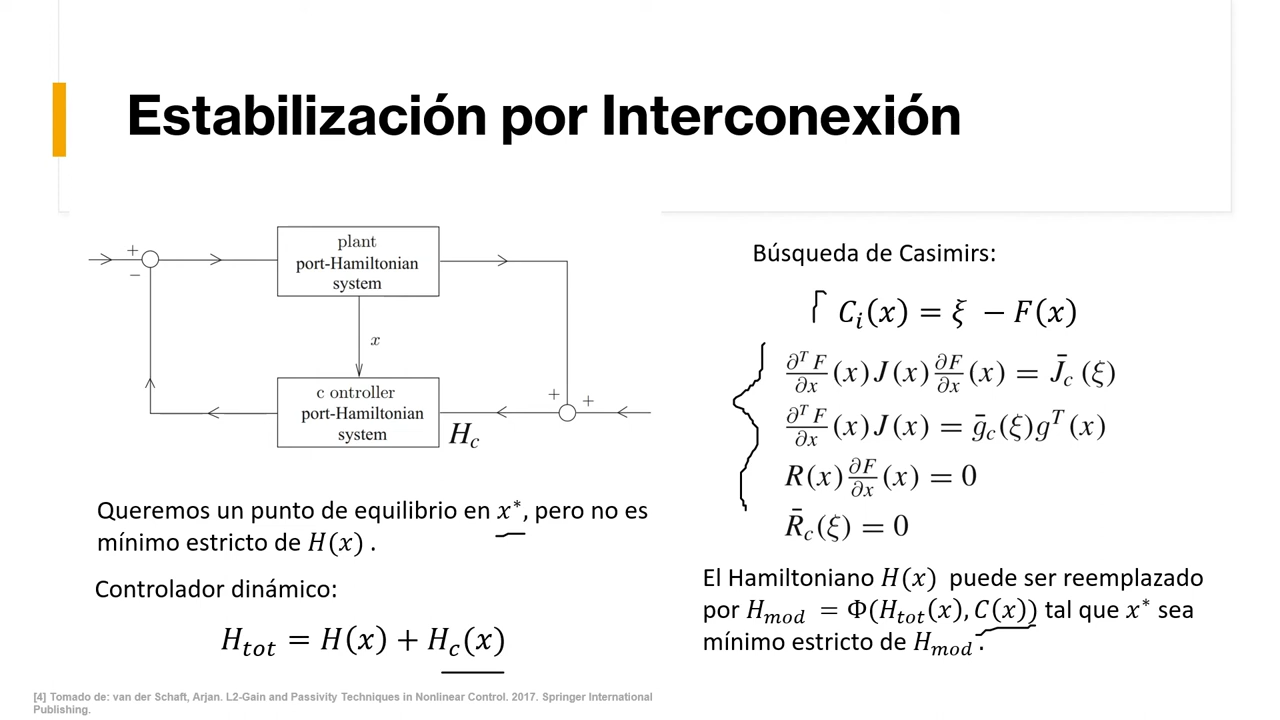 Estabilización por Interconexión
plant
port-Hamiltonian
system
x
c ontroller
port-Hamiltonian
system
H_c
+
−
+
+
Queremos un punto de equilibrio en x*, pero no es
mínimo estricto de H(x) .
Controlador dinámico:
H_tot = H(x) + H_c(x)
Búsqueda de Casimirs:
C_i(x) = ξ − F(x)
∂ᵀF/∂x (x) J(x) ∂F/∂x (x) = J̄_c (ξ)
∂ᵀF/∂x (x) J(x) = ḡ_c(ξ)gᵀ(x)
R(x) ∂F/∂x (x) = 0
R̄_c(ξ) = 0
El Hamiltoniano H(x) puede ser reemplazado
por H_mod = Φ(H_tot(x), C(x)) tal que x* sea
mínimo estricto de H_mod .
[4] Tomado de: van der Schaft, Arjan. L2-Gain and Passivity Techniques in Nonlinear Control. 2017. Springer International
Publishing.